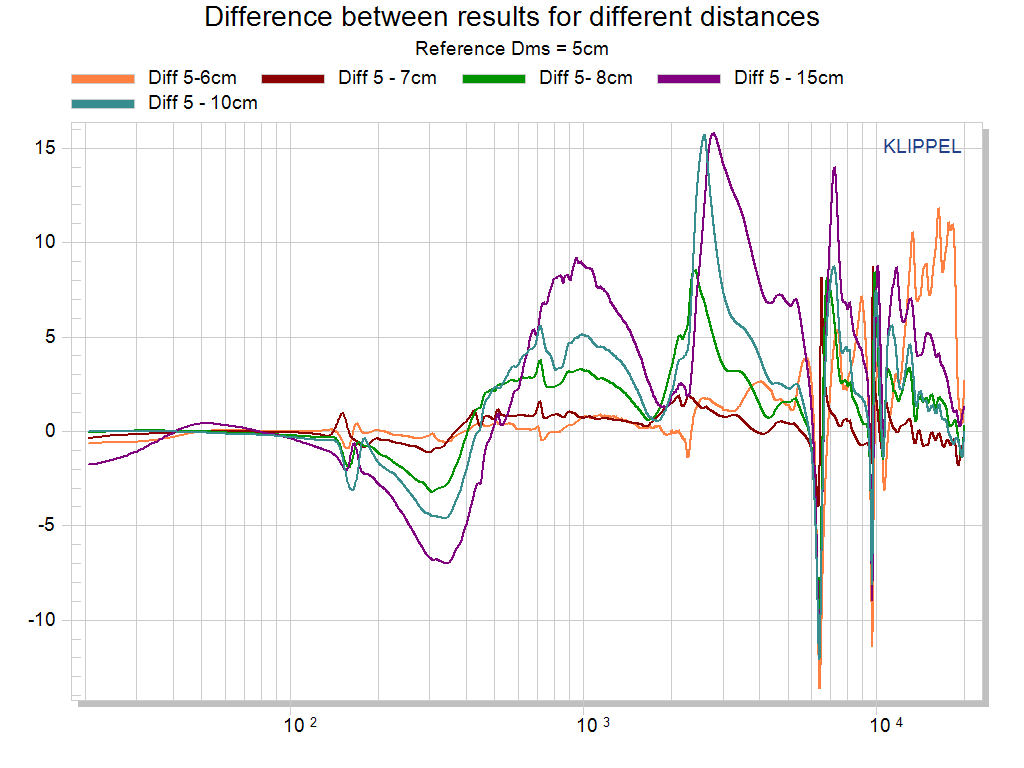 Difference between results for different distances
Reference Dms = 5cm
Diff 5-6cm Diff 5 - 7cm Diff 5- 8cm Diff 5 - 15cm
Diff 5 - 10cm
KLIPPEL
15
10
5
0
-5
-10
10 2 10 3 10 4